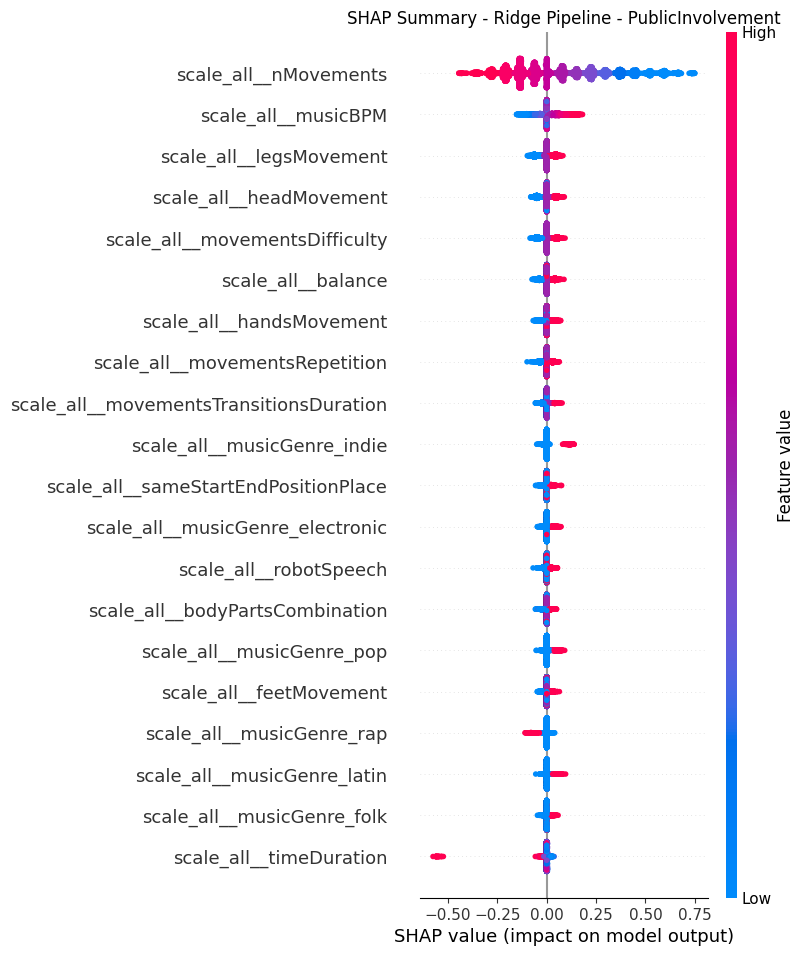 SHAP Summary - Ridge Pipeline - PublicInvolvement
High
scale_all__nMovements
scale_all__musicBPM
scale_all__legsMovement
scale_all__headMovement
scale_all__movementsDifficulty
scale_all__balance
scale_all__handsMovement
scale_all__movementsRepetition
scale_all__movementsTransitionsDuration
scale_all__musicGenre_indie
scale_all__sameStartEndPositionPlace
scale_all__musicGenre_electronic
scale_all__robotSpeech
scale_all__bodyPartsCombination
scale_all__musicGenre_pop
scale_all__feetMovement
scale_all__musicGenre_rap
scale_all__musicGenre_latin
scale_all__musicGenre_folk
scale_all__timeDuration
Feature value
Low
−0.50 −0.25 0.00 0.25 0.50 0.75
SHAP value (impact on model output)